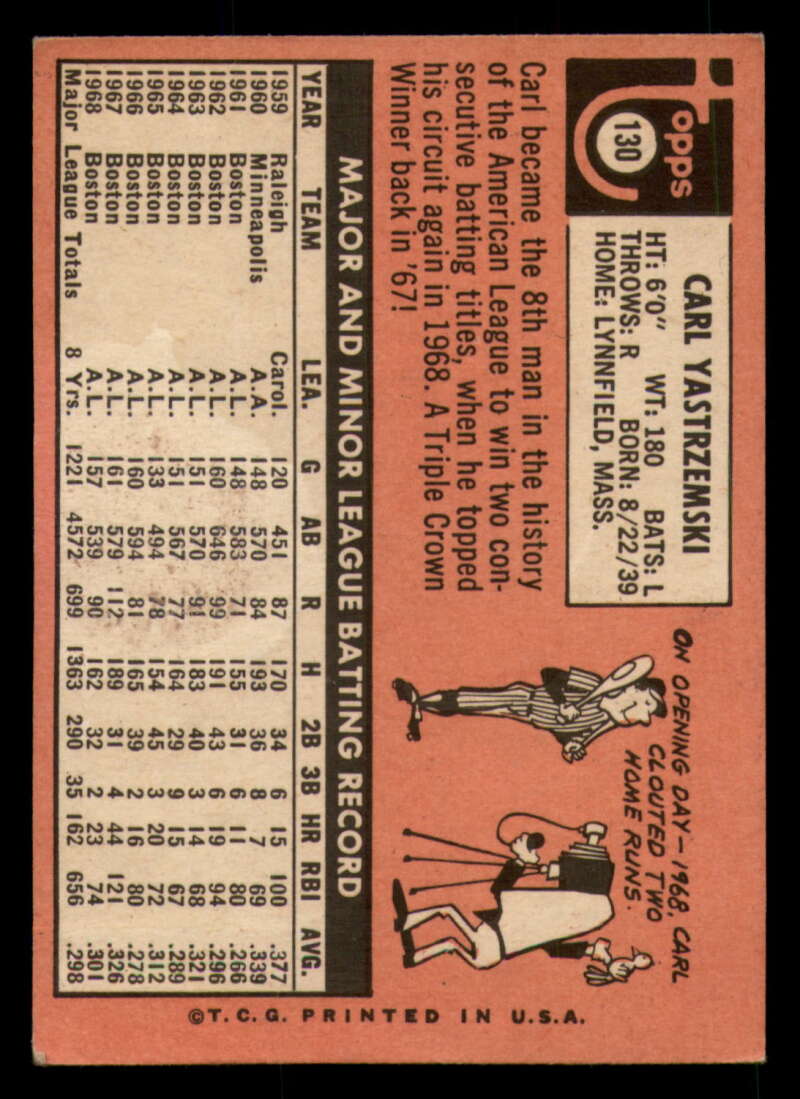 Topps
130
CARL YASTRZEMSKI
HT: 6'0" WT: 180 BATS: L
THROWS: R BORN: 8/22/39
HOME: LYNNFIELD, MASS.
Carl became the 8th man in the history
of the American League to win two con-
secutive batting titles, when he topped
his circuit again in 1968. A Triple Crown
Winner back in '67!
ON OPENING DAY—1968, CARL
CLOUTED TWO
HOME RUNS.
MAJOR AND MINOR LEAGUE BATTING RECORD
YEAR TEAM LEA. G AB R H 2B 3B HR RBI AVG.
1959 Raleigh Carol. 120 451 87 170 34 6 15 100 .377
1960 Minneapolis A.A. 148 570 84 193 36 8 7 69 .339
1961 Boston A.L. 148 583 71 155 31 6 11 80 .266
1962 Boston A.L. 160 646 99 191 43 6 19 94 .296
1963 Boston A.L. 151 570 91 183 40 3 14 68 .321
1964 Boston A.L. 151 567 77 164 29 9 15 67 .289
1965 Boston A.L. 133 494 78 154 45 3 20 72 .312
1966 Boston A.L. 160 594 81 165 39 2 16 80 .278
1967 Boston A.L. 161 579 112 189 31 4 44 121 .326
1968 Boston A.L. 157 539 90 162 32 2 23 74 .301
Major League Totals 8 Yrs. 1221 4572 699 1363 290 35 162 656 .298
©T.C.G. PRINTED IN U.S.A.